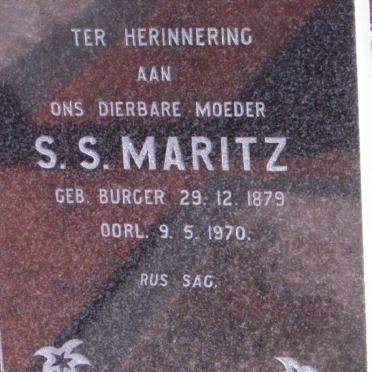 TER HERINNERING
AAN
ONS DIERBARE MOEDER
S. S. MARITZ
GEB. BURGER 29. 12. 1879
OORL. 9. 5. 1970.
RUS SAG.